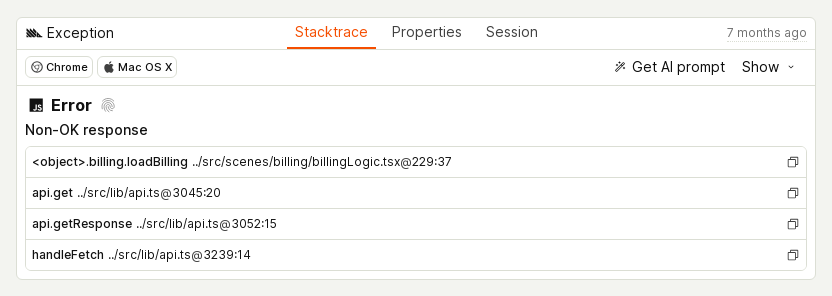 Exception Stacktrace Properties Session 7 months ago
Chrome Mac OS X Get AI prompt Show
JS Error
Non-OK response
<object>.billing.loadBilling ../src/scenes/billing/billingLogic.tsx@229:37
api.get ../src/lib/api.ts@3045:20
api.getResponse ../src/lib/api.ts@3052:15
handleFetch ../src/lib/api.ts@3239:14